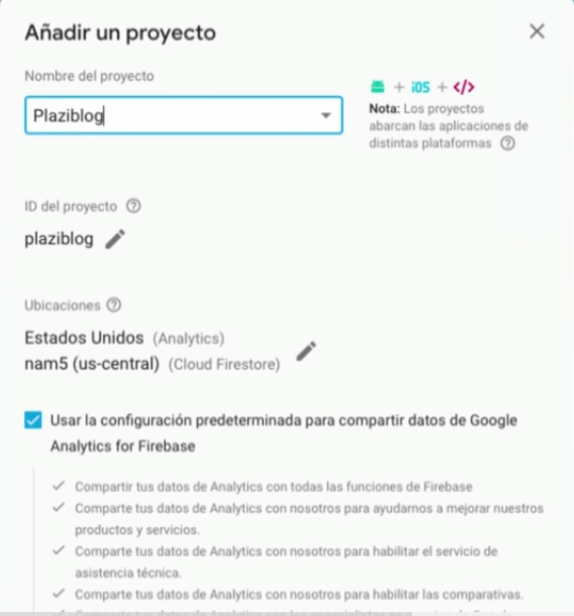 Añadir un proyecto
Nombre del proyecto
Plaziblog
+ iOS + </>
Nota: Los proyectos
abarcan las aplicaciones de
distintas plataformas
ID del proyecto
plaziblog
Ubicaciones
Estados Unidos (Analytics)
nam5 (us-central) (Cloud Firestore)
Usar la configuración predeterminada para compartir datos de Google
Analytics for Firebase
Compartir tus datos de Analytics con todas las funciones de Firebase
Comparte tus datos de Analytics con nosotros para ayudarnos a mejorar nuestros
productos y servicios.
Comparte tus datos de Analytics con nosotros para habilitar el servicio de
asistencia técnica.
Comparte tus datos de Analytics con nosotros para habilitar las comparativas.